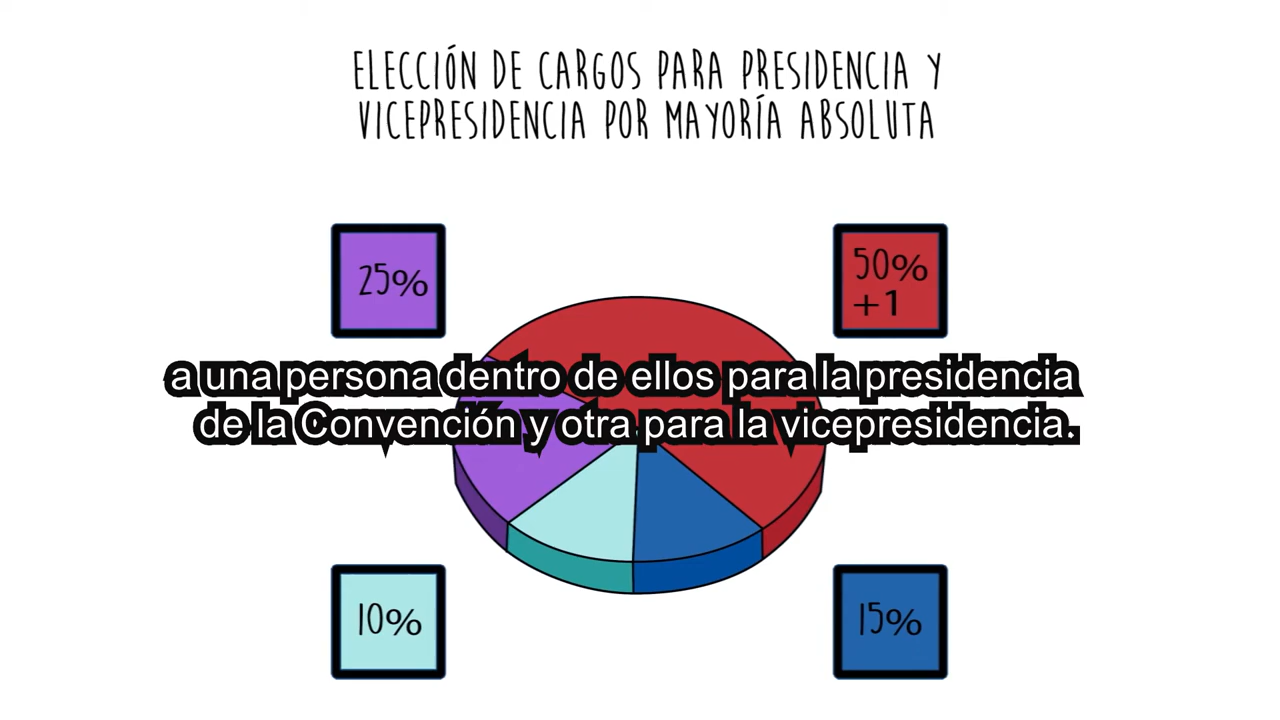 ELECCIÓN DE CARGOS PARA PRESIDENCIA Y
VICEPRESIDENCIA POR MAYORÍA ABSOLUTA
25%
50%
+1
a una persona dentro de ellos para la presidencia
de la Convención y otra para la vicepresidencia.
10%
15%